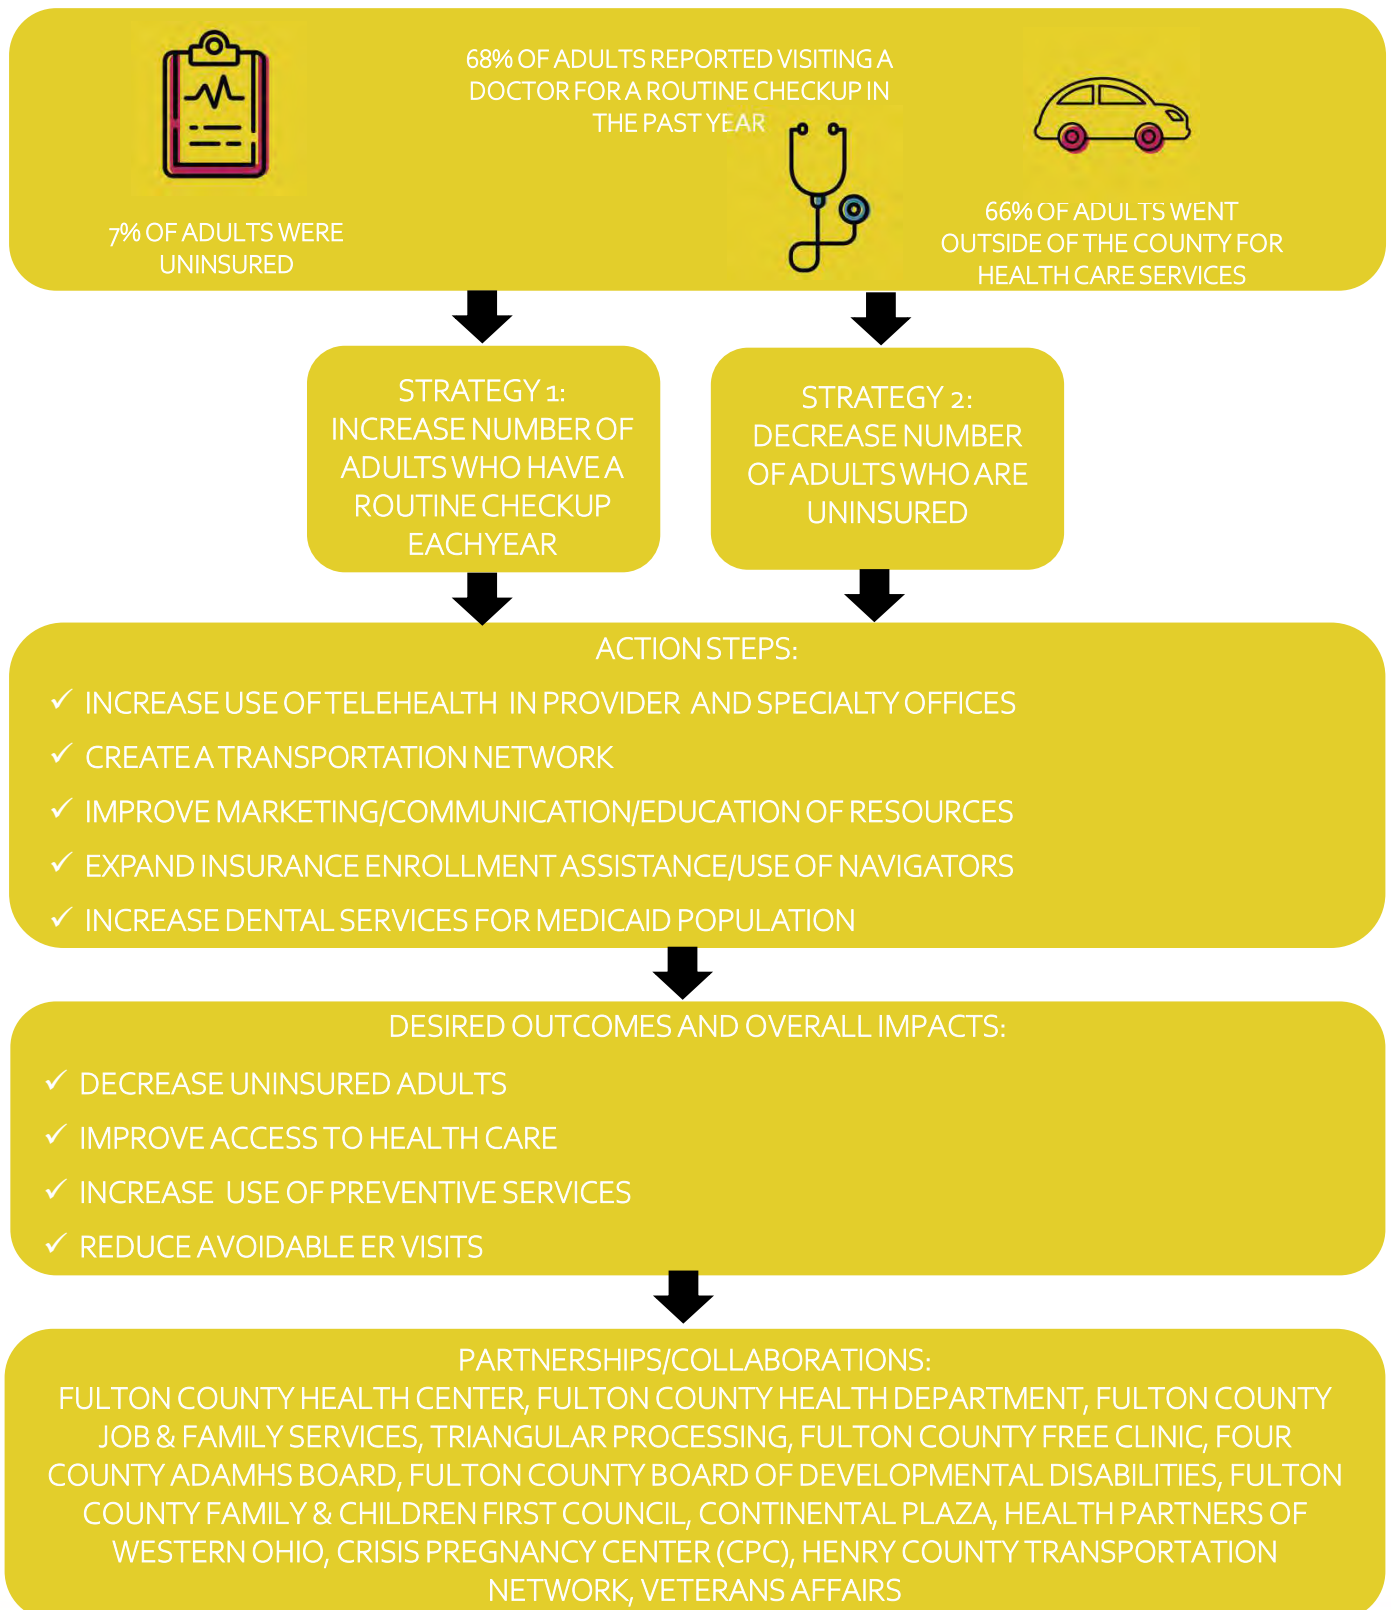 68% OF ADULTS REPORTED VISITING A
DOCTOR FOR A ROUTINE CHECKUP IN
THE PAST YEAR
7% OF ADULTS WERE
UNINSURED
66% OF ADULTS WENT
OUTSIDE OF THE COUNTY FOR
HEALTH CARE SERVICES
STRATEGY 1:
INCREASE NUMBER OF
ADULTS WHO HAVE A
ROUTINE CHECKUP
EACH YEAR
STRATEGY 2:
DECREASE NUMBER
OF ADULTS WHO ARE
UNINSURED
ACTION STEPS:
✓ INCREASE USE OF TELEHEALTH IN PROVIDER AND SPECIALTY OFFICES
✓ CREATE A TRANSPORTATION NETWORK
✓ IMPROVE MARKETING/COMMUNICATION/EDUCATION OF RESOURCES
✓ EXPAND INSURANCE ENROLLMENT ASSISTANCE/USE OF NAVIGATORS
✓ INCREASE DENTAL SERVICES FOR MEDICAID POPULATION
DESIRED OUTCOMES AND OVERALL IMPACTS:
✓ DECREASE UNINSURED ADULTS
✓ IMPROVE ACCESS TO HEALTH CARE
✓ INCREASE USE OF PREVENTIVE SERVICES
✓ REDUCE AVOIDABLE ER VISITS
PARTNERSHIPS/COLLABORATIONS:
FULTON COUNTY HEALTH CENTER, FULTON COUNTY HEALTH DEPARTMENT, FULTON COUNTY
JOB & FAMILY SERVICES, TRIANGULAR PROCESSING, FULTON COUNTY FREE CLINIC, FOUR
COUNTY ADAMHS BOARD, FULTON COUNTY BOARD OF DEVELOPMENTAL DISABILITIES, FULTON
COUNTY FAMILY & CHILDREN FIRST COUNCIL, CONTINENTAL PLAZA, HEALTH PARTNERS OF
WESTERN OHIO, CRISIS PREGNANCY CENTER (CPC), HENRY COUNTY TRANSPORTATION
NETWORK, VETERANS AFFAIRS